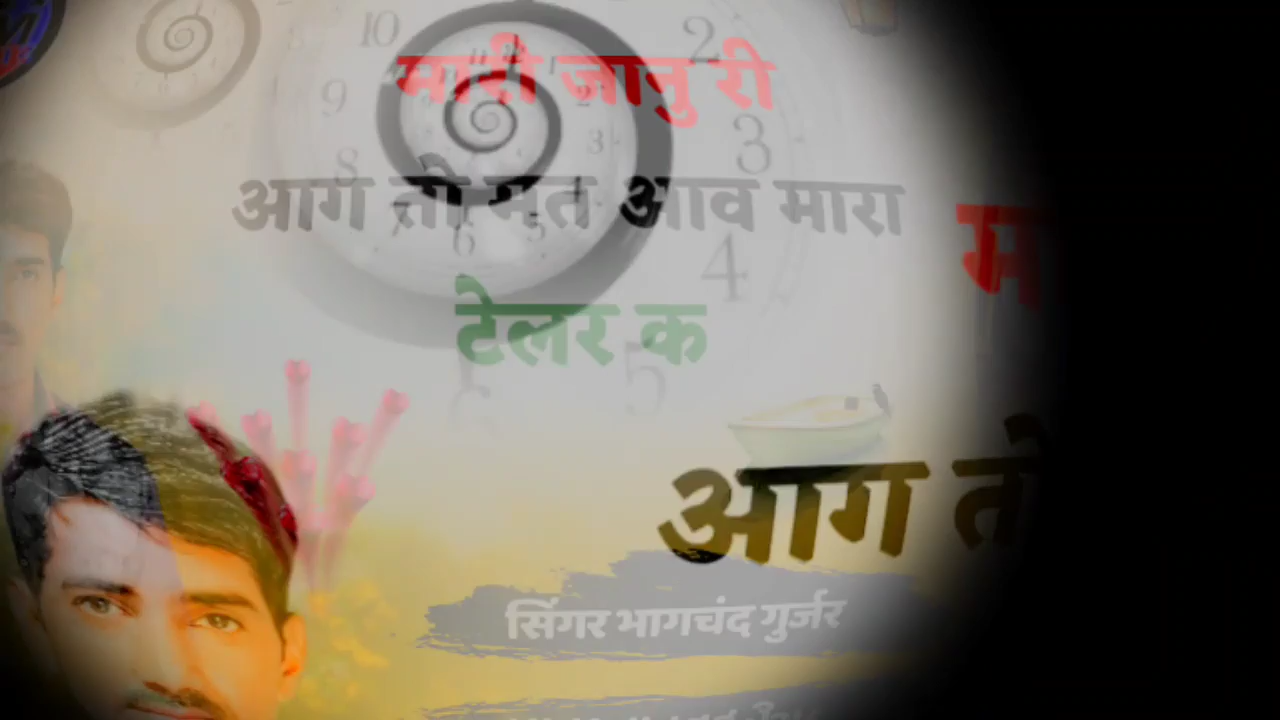 मारी जानु री
आग तो मत आव मारा
टेलर क
म
आग तो
सिंगर भागचंद गुर्जर